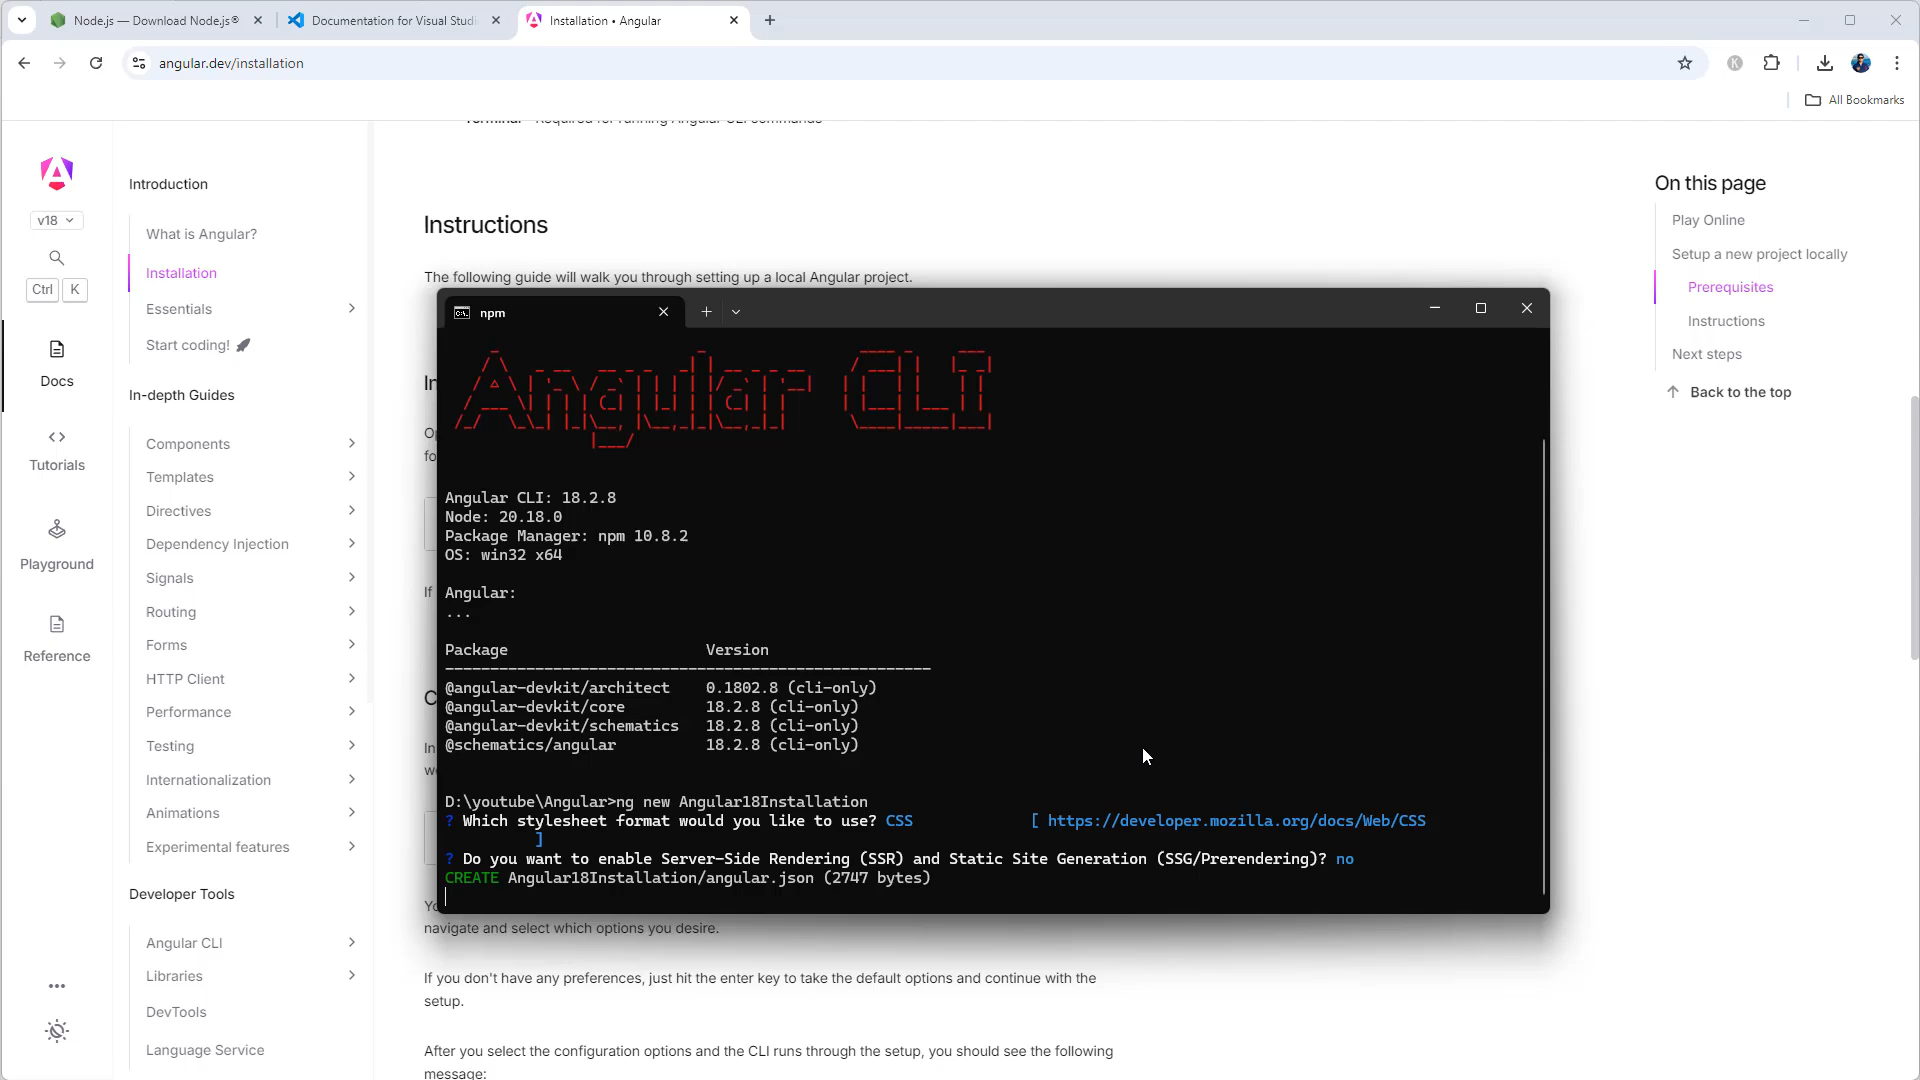 Node.js — Download Node.js®
Documentation for Visual Studi
Installation • Angular
angular.dev/installation
K
All Bookmarks
Terminal - Required for running Angular CLI commands
v18
Ctrl K
Docs
Tutorials
Playground
Reference
Introduction
What is Angular?
Installation
Essentials
Start coding! 🚀
In-depth Guides
Components
Templates
Directives
Dependency Injection
Signals
Routing
Forms
HTTP Client
Performance
Testing
Internationalization
Animations
Experimental features
Developer Tools
Angular CLI
Libraries
DevTools
Language Service
Instructions
The following guide will walk you through setting up a local Angular project.
If
navigate and select which options you desire.
If you don't have any preferences, just hit the enter key to take the default options and continue with the
setup.
After you select the configuration options and the CLI runs through the setup, you should see the following
message:
npm
Angular CLI
Angular CLI: 18.2.8
Node: 20.18.0
Package Manager: npm 10.8.2
OS: win32 x64
Angular:
...
Package Version
------------------------------------------------------
@angular-devkit/architect 0.1802.8 (cli-only)
@angular-devkit/core 18.2.8 (cli-only)
@angular-devkit/schematics 18.2.8 (cli-only)
@schematics/angular 18.2.8 (cli-only)
D:\youtube\Angular>ng new Angular18Installation
? Which stylesheet format would you like to use? CSS [ https://developer.mozilla.org/docs/Web/CSS
]
? Do you want to enable Server-Side Rendering (SSR) and Static Site Generation (SSG/Prerendering)? no
CREATE Angular18Installation/angular.json (2747 bytes)
On this page
Play Online
Setup a new project locally
Prerequisites
Instructions
Next steps
Back to the top